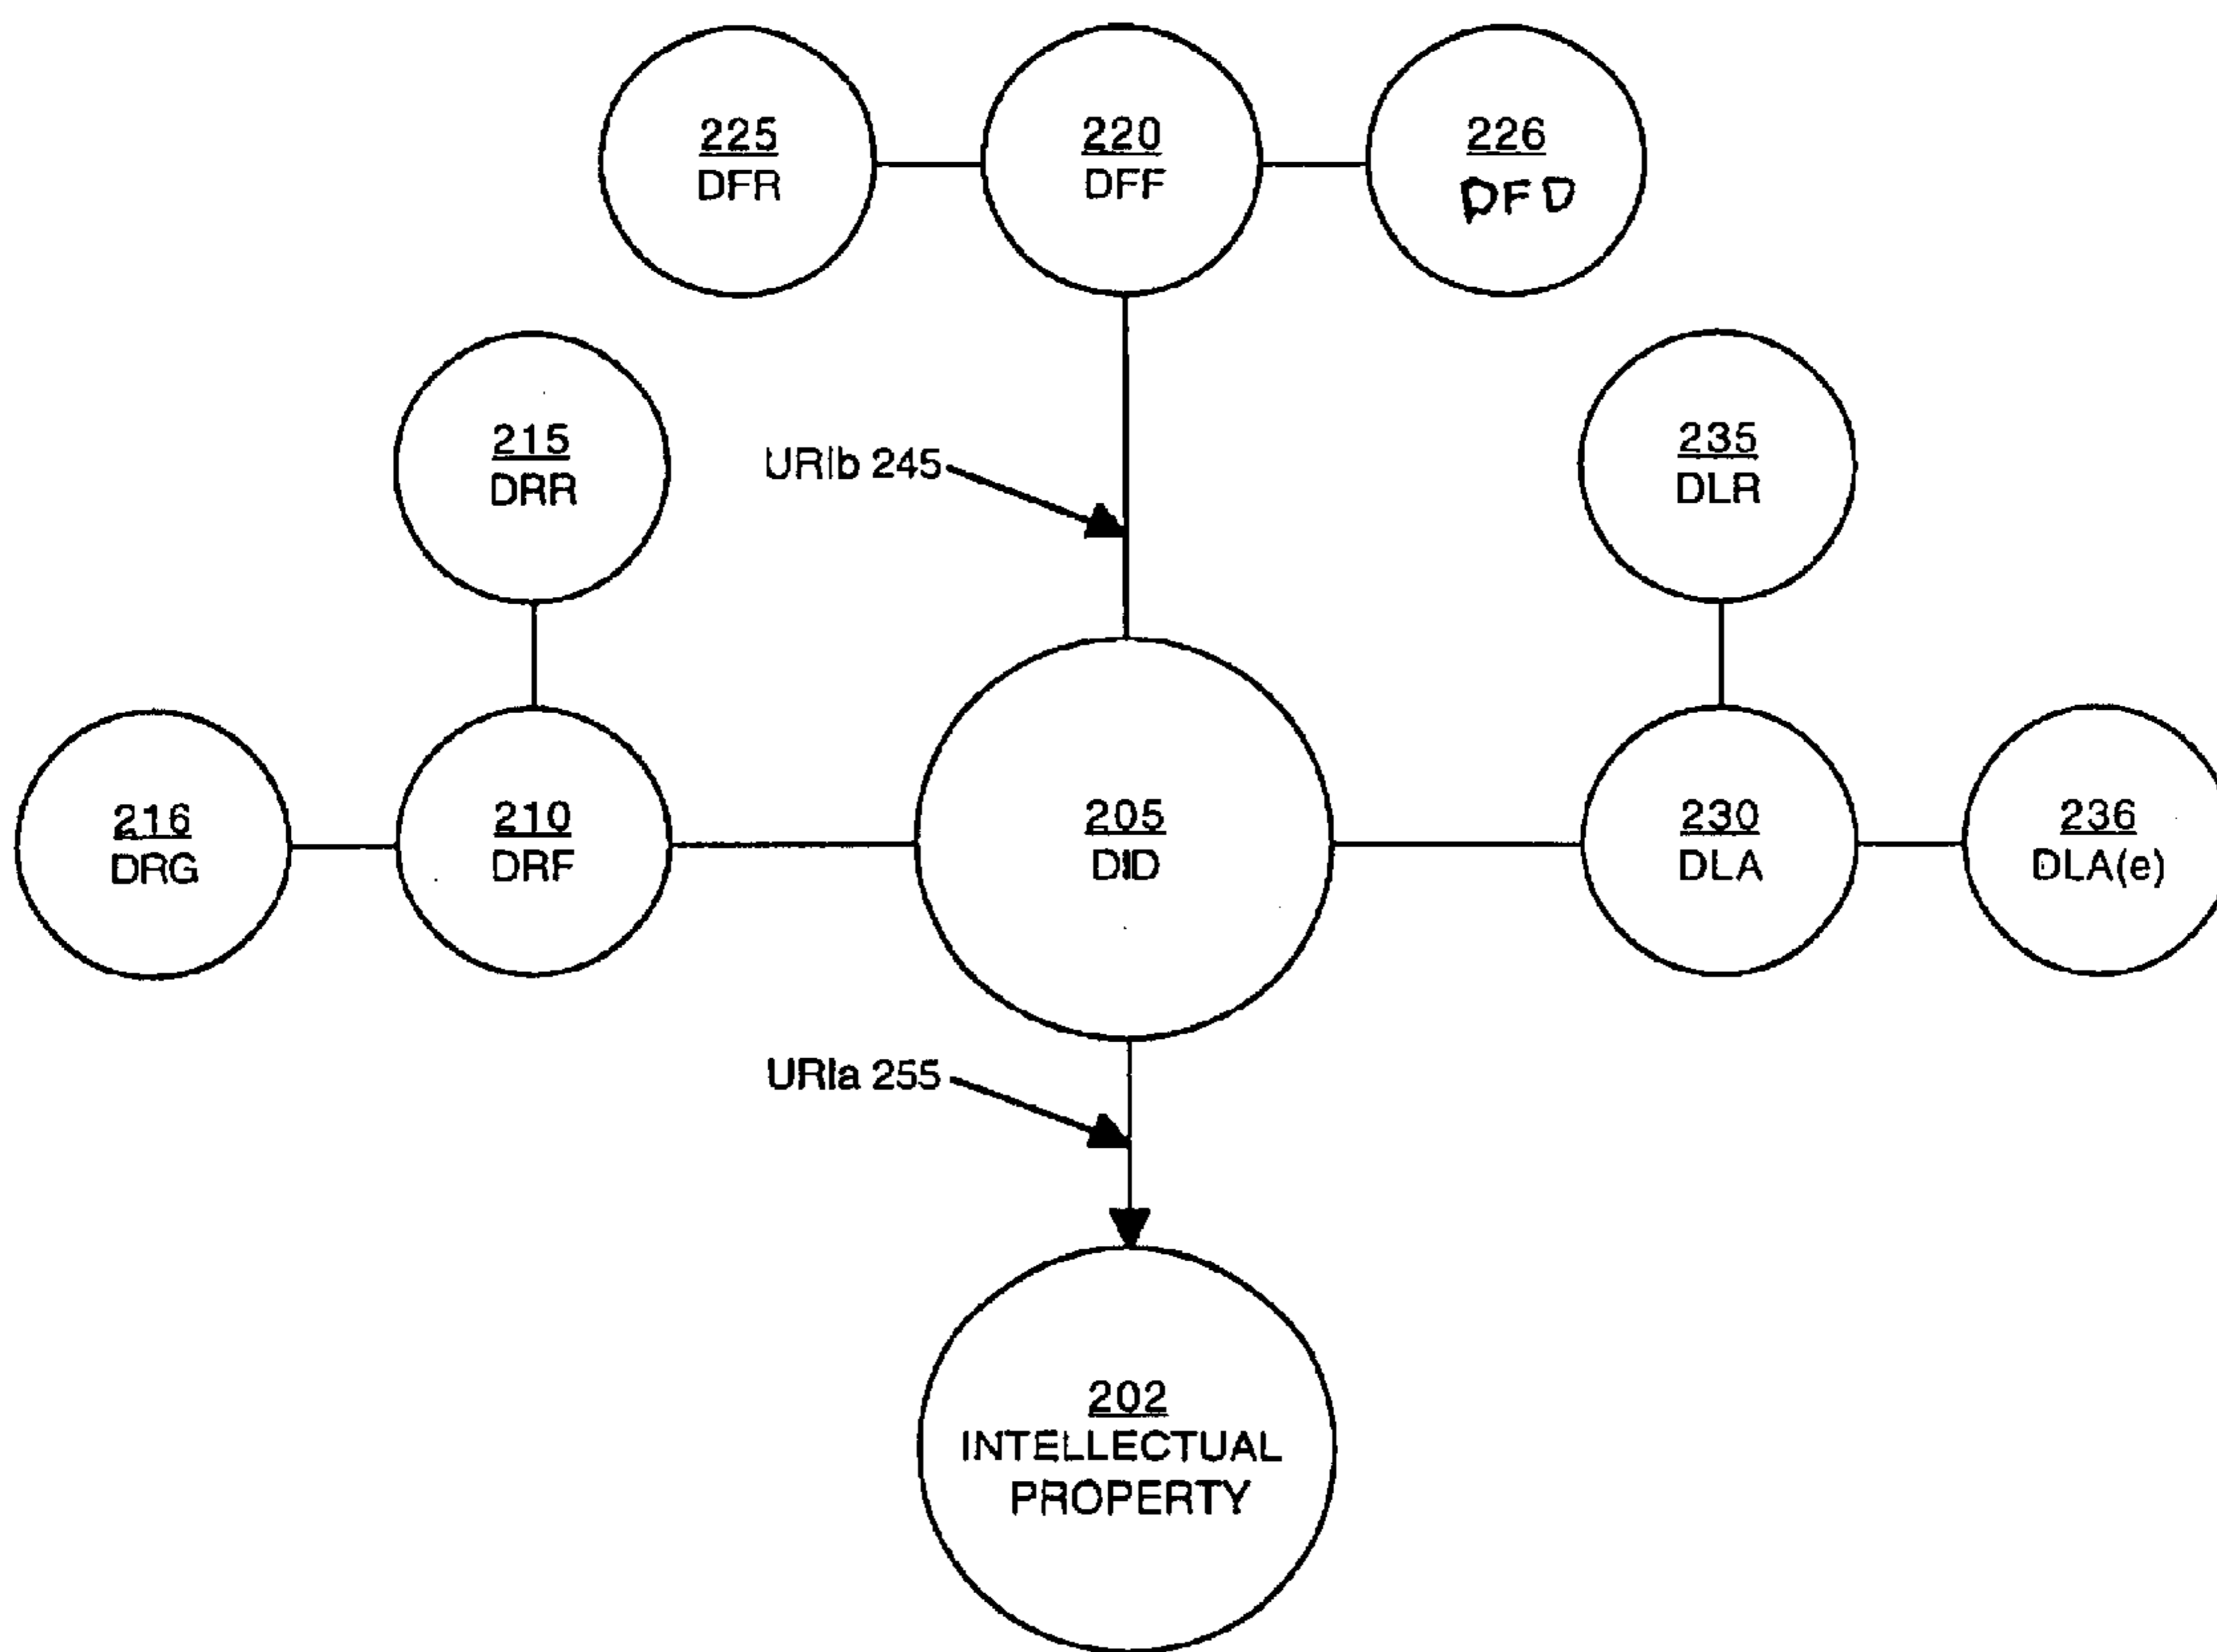 225
DFR
220
DFF
226
DFD
215
DRR
URIb 245
235
DLR
216
DRG
210
DRF
205
DID
230
DLA
236
DLA(e)
URIa 255
202
INTELLECTUAL
PROPERTY